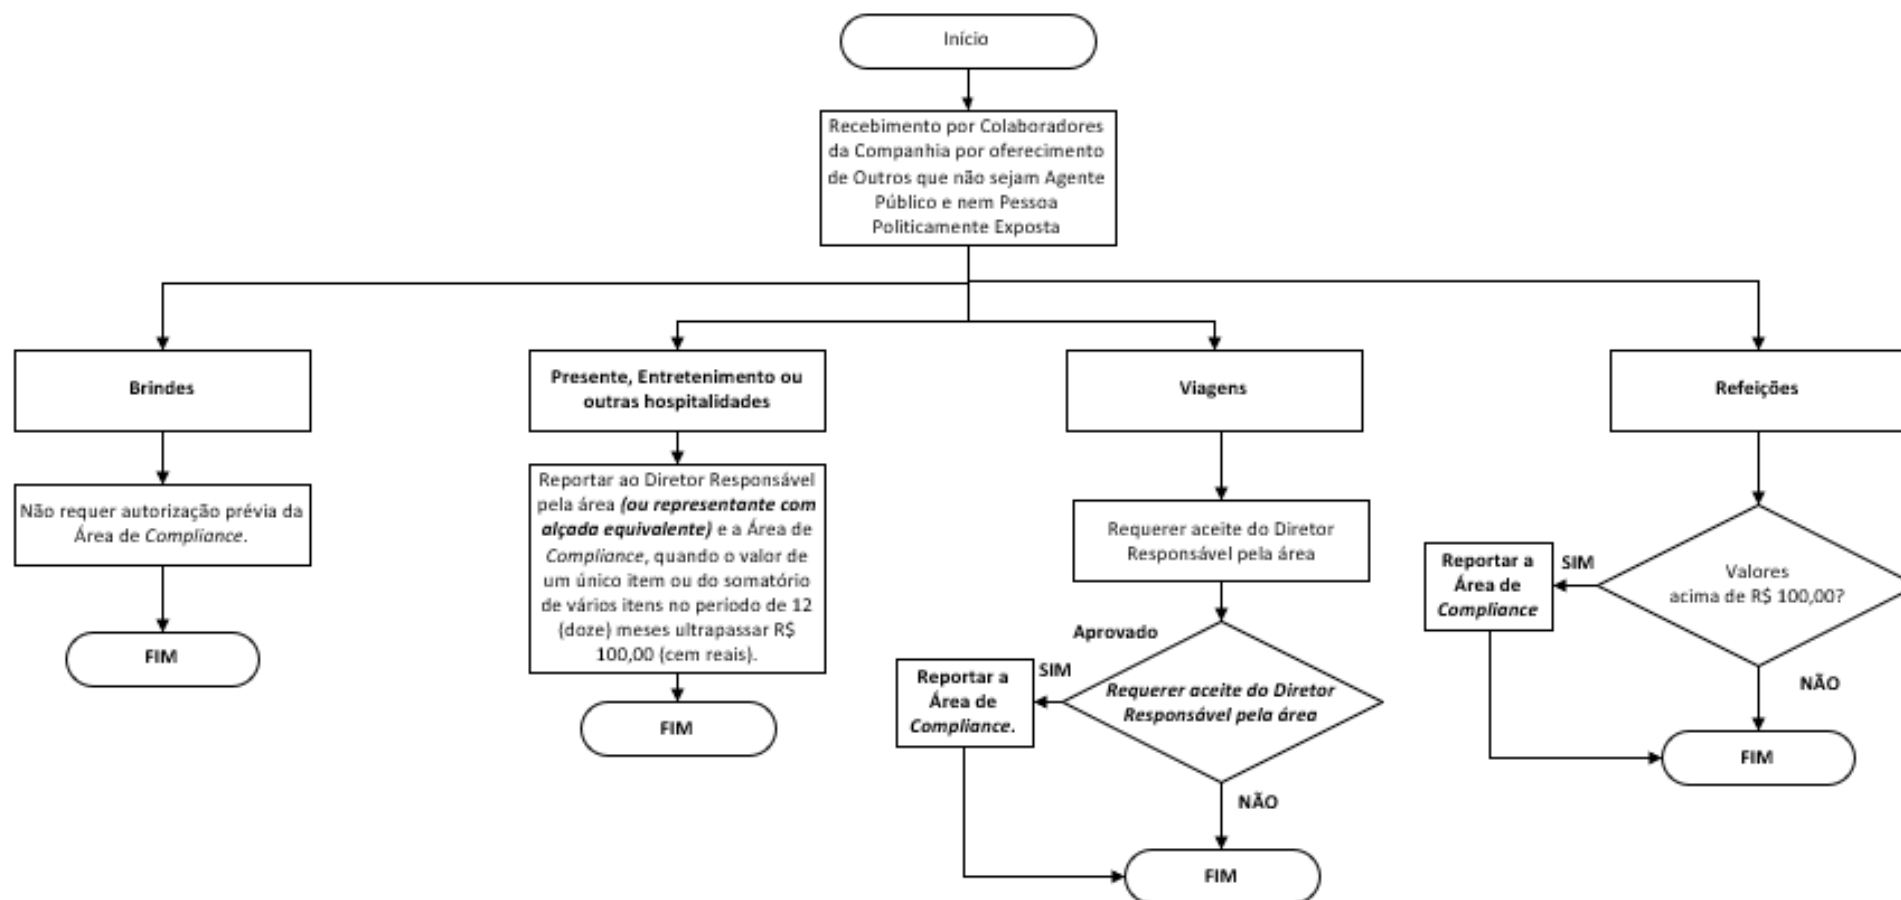 Início
Recebimento por Colaboradores
da Companhia por oferecimento
de Outros que não sejam Agente
Público e nem Pessoa
Politicamente Exposta
Brindes
Não requer autorização prévia da
Área de Compliance.
FIM
Presente, Entretenimento ou
outras hospitalidades
Reportar ao Diretor Responsável
pela área (ou representante com
alçada equivalente) e a Área de
Compliance, quando o valor de
um único item ou do somatório
de vários itens no período de 12
(doze) meses ultrapassar R$
100,00 (cem reais).
FIM
Viagens
Requerer aceite do Diretor
Responsável pela área
Aprovado
Requerer aceite do Diretor
Responsável pela área
SIM
Reportar a
Área de
Compliance.
NÃO
FIM
Refeições
Valores
acima de R$ 100,00?
SIM
Reportar a
Área de
Compliance
NÃO
FIM